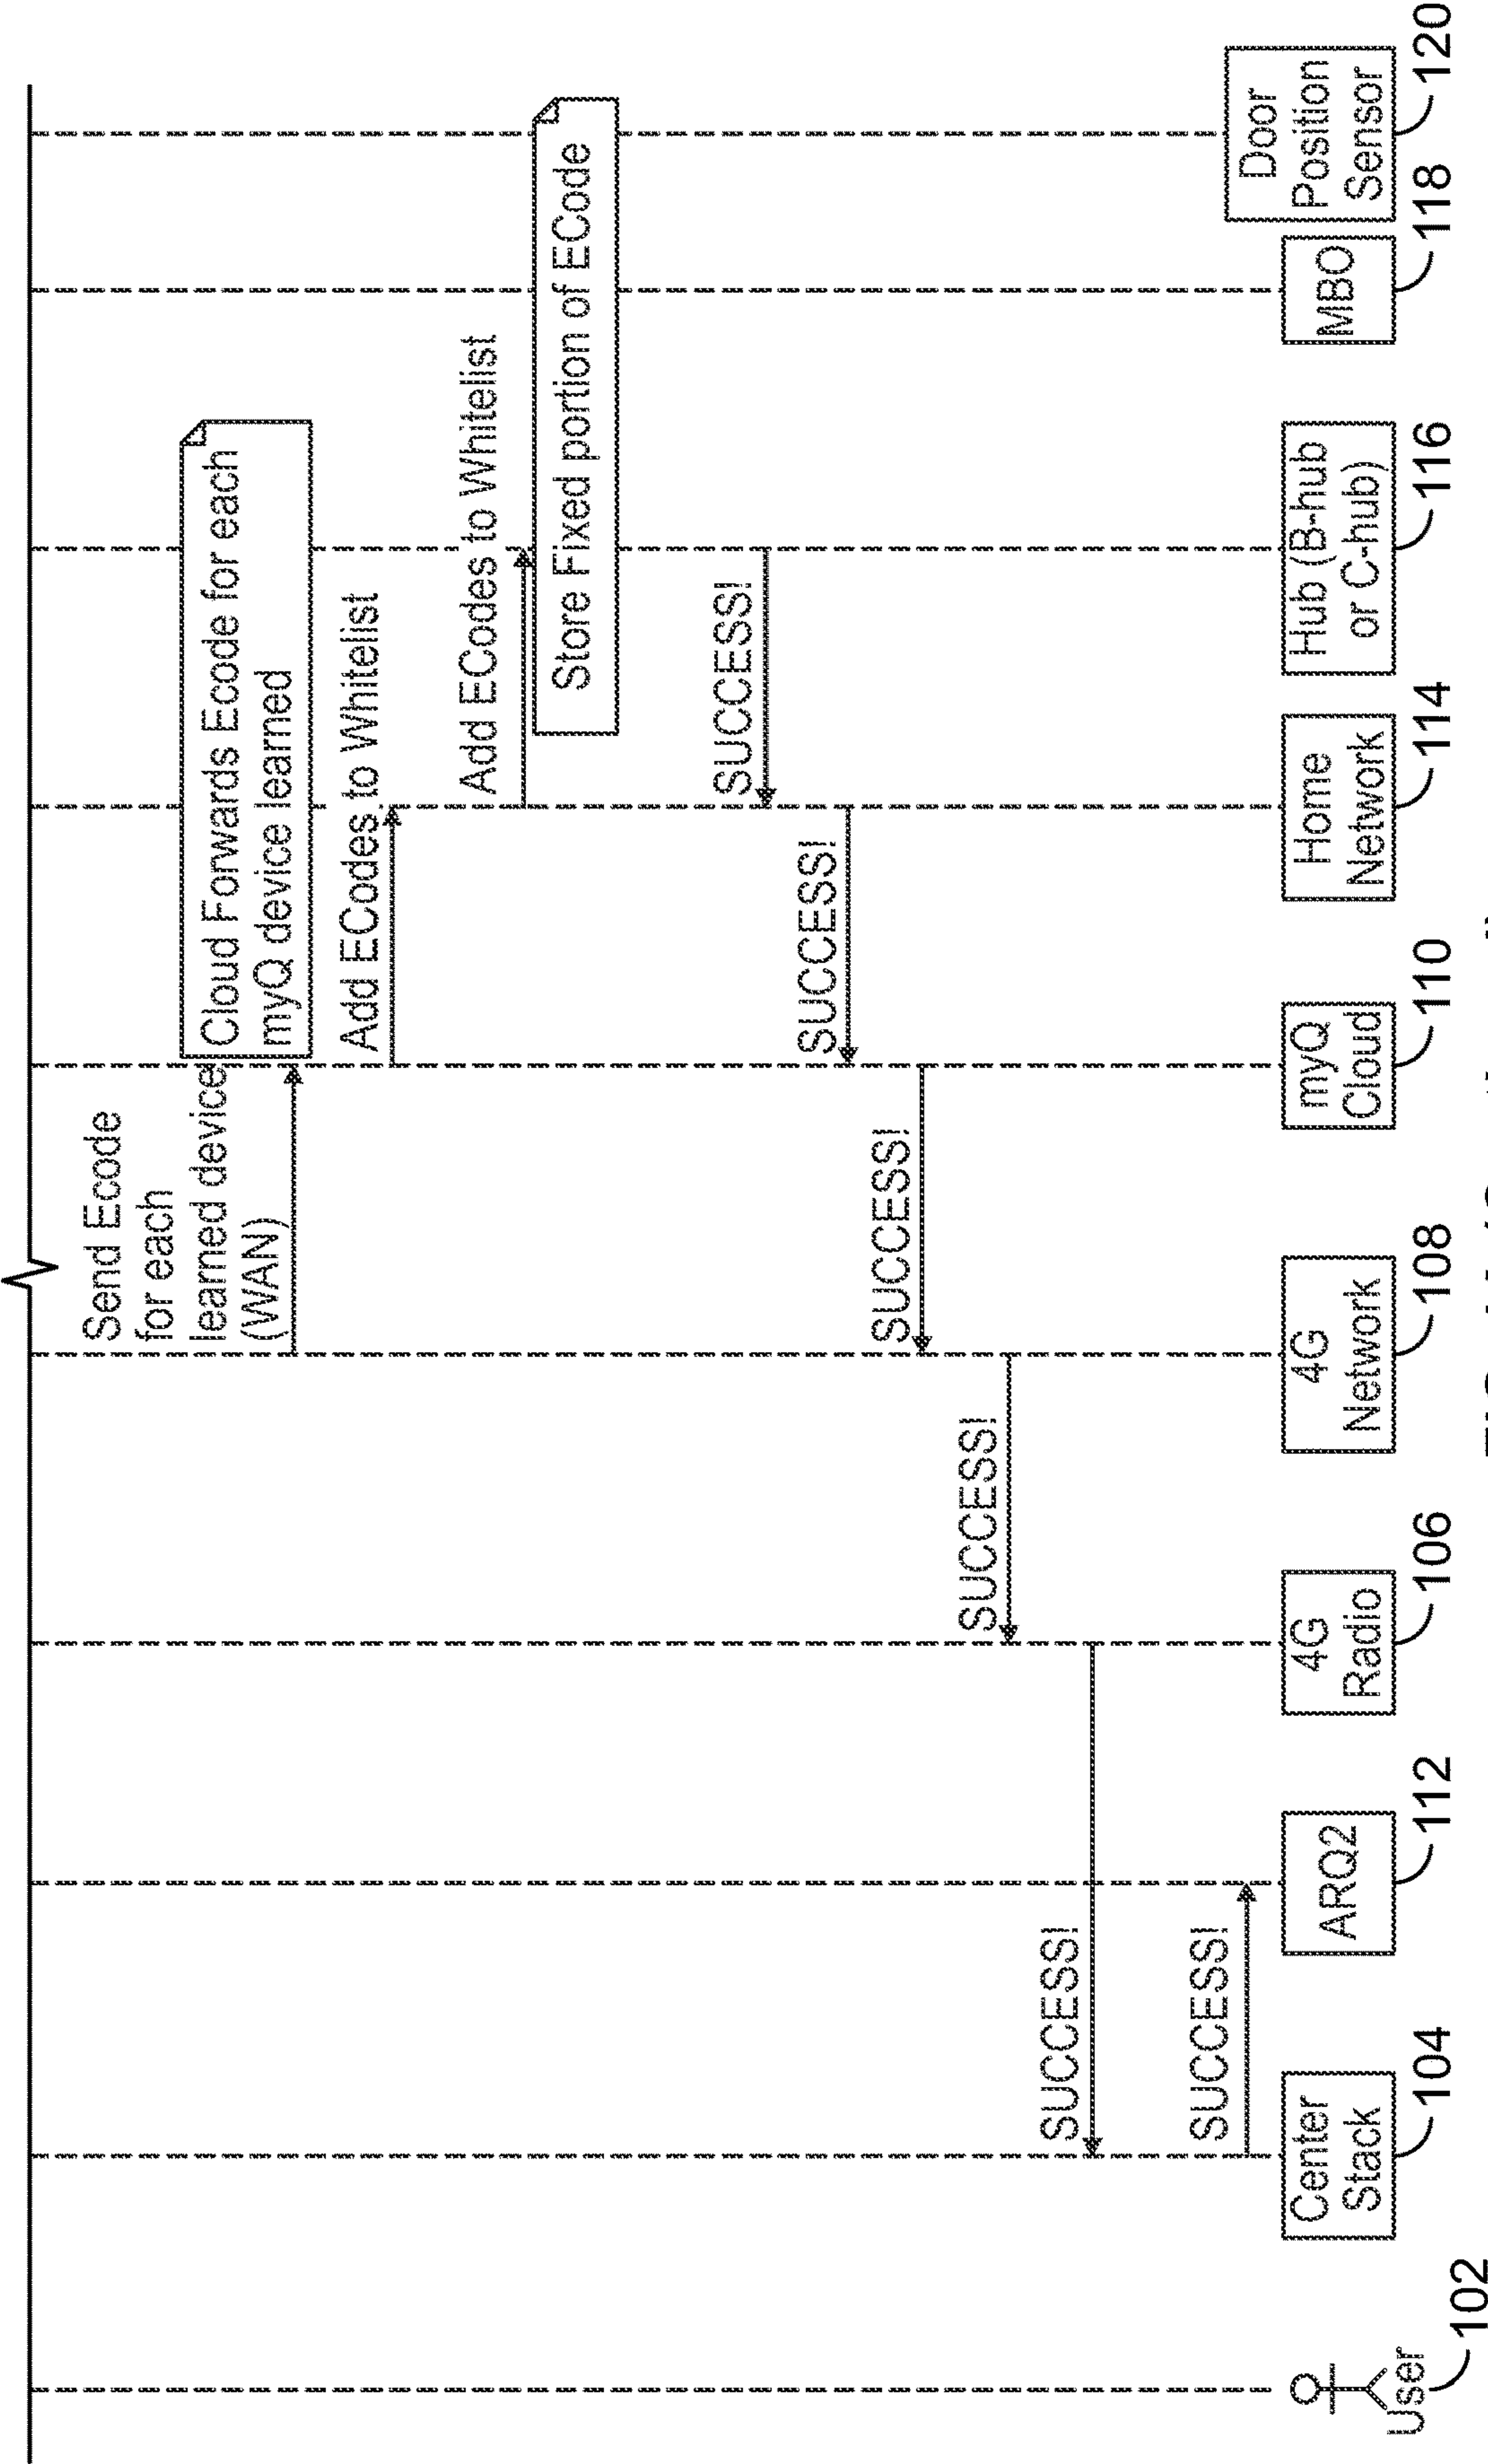 Send Ecode
for each
learned device
(WAN)
Cloud Forwards Ecode for each
myQ device learned
Add ECodes to Whitelist
Add ECodes to Whitelist
Store Fixed portion of ECode
SUCCESS!
SUCCESS!
SUCCESS!
SUCCESS!
SUCCESS!
SUCCESS!
User
102
Center
Stack
104
ARQ2
112
4G
Radio
106
4G
Network
108
myQ
Cloud
110
Home
Network
114
Hub (B-hub
or C-hub)
116
MBO
118
Door
Position
Sensor
120